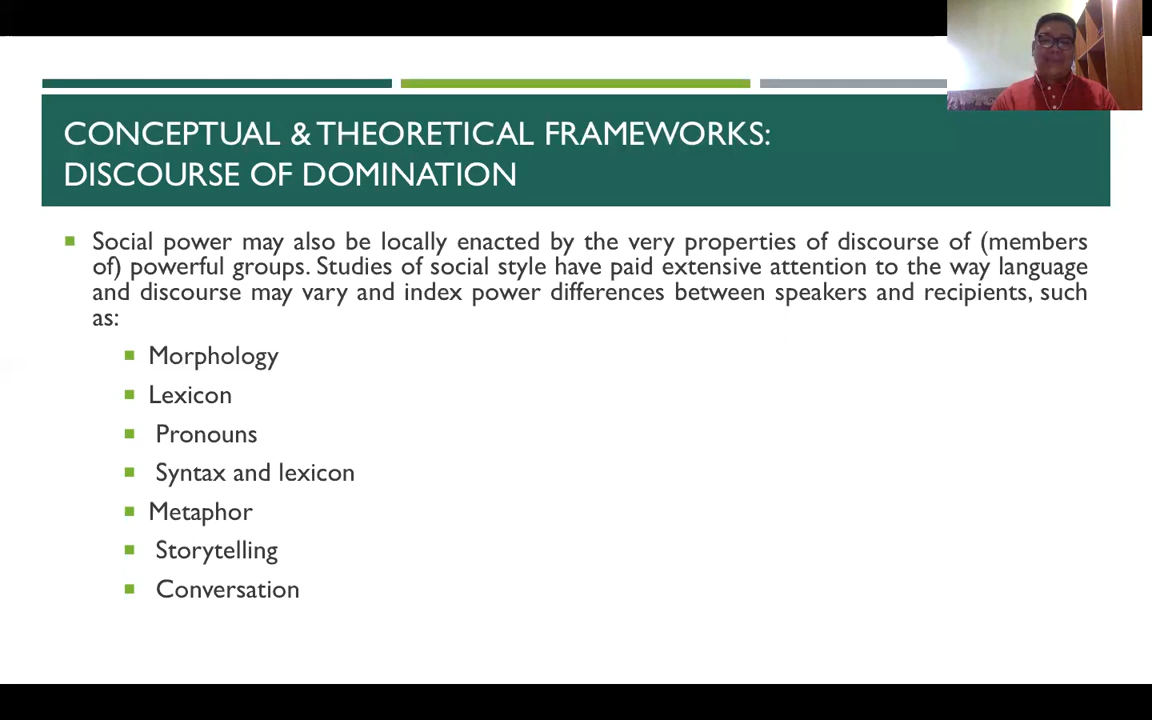 CONCEPTUAL & THEORETICAL FRAMEWORKS:
DISCOURSE OF DOMINATION
Social power may also be locally enacted by the very properties of discourse of (members
of) powerful groups. Studies of social style have paid extensive attention to the way language
and discourse may vary and index power differences between speakers and recipients, such
as:
Morphology
Lexicon
Pronouns
Syntax and lexicon
Metaphor
Storytelling
Conversation